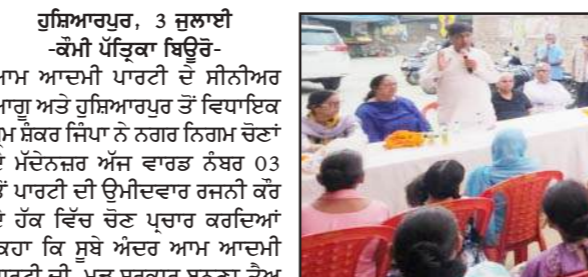 ਹੁਸ਼ਿਆਰਪੁਰ, 3 ਜੁਲਾਈ
-ਕੌਮੀ ਪੱਤ੍ਰਿਕਾ ਬਿਊਰੋ-
ਆਮ ਆਦਮੀ ਪਾਰਟੀ ਦੇ ਸੀਨੀਅਰ
ਆਗੂ ਅਤੇ ਹੁਸ਼ਿਆਰਪੁਰ ਤੋਂ ਵਿਧਾਇਕ
ਸ਼ੰਕਰ ਜਿੰਪਾ ਨੇ ਨਗਰ ਨਿਗਮ ਚੋਣਾਂ
ਦੇ ਮੱਦੇਨਜ਼ਰ ਅੱਜ ਵਾਰਡ ਨੰਬਰ 03
ਤੋਂ ਪਾਰਟੀ ਦੀ ਉਮੀਦਵਾਰ ਰਜਨੀ ਕੌਰ
ਦੇ ਹੱਕ ਵਿੱਚ ਚੋਣ ਪ੍ਰਚਾਰ ਕਰਦਿਆਂ
ਕਿਹਾ ਕਿ ਸੂਬੇ ਅੰਦਰ ਆਮ ਆਦਮੀ
ਪਾਰਟੀ ਦੀ